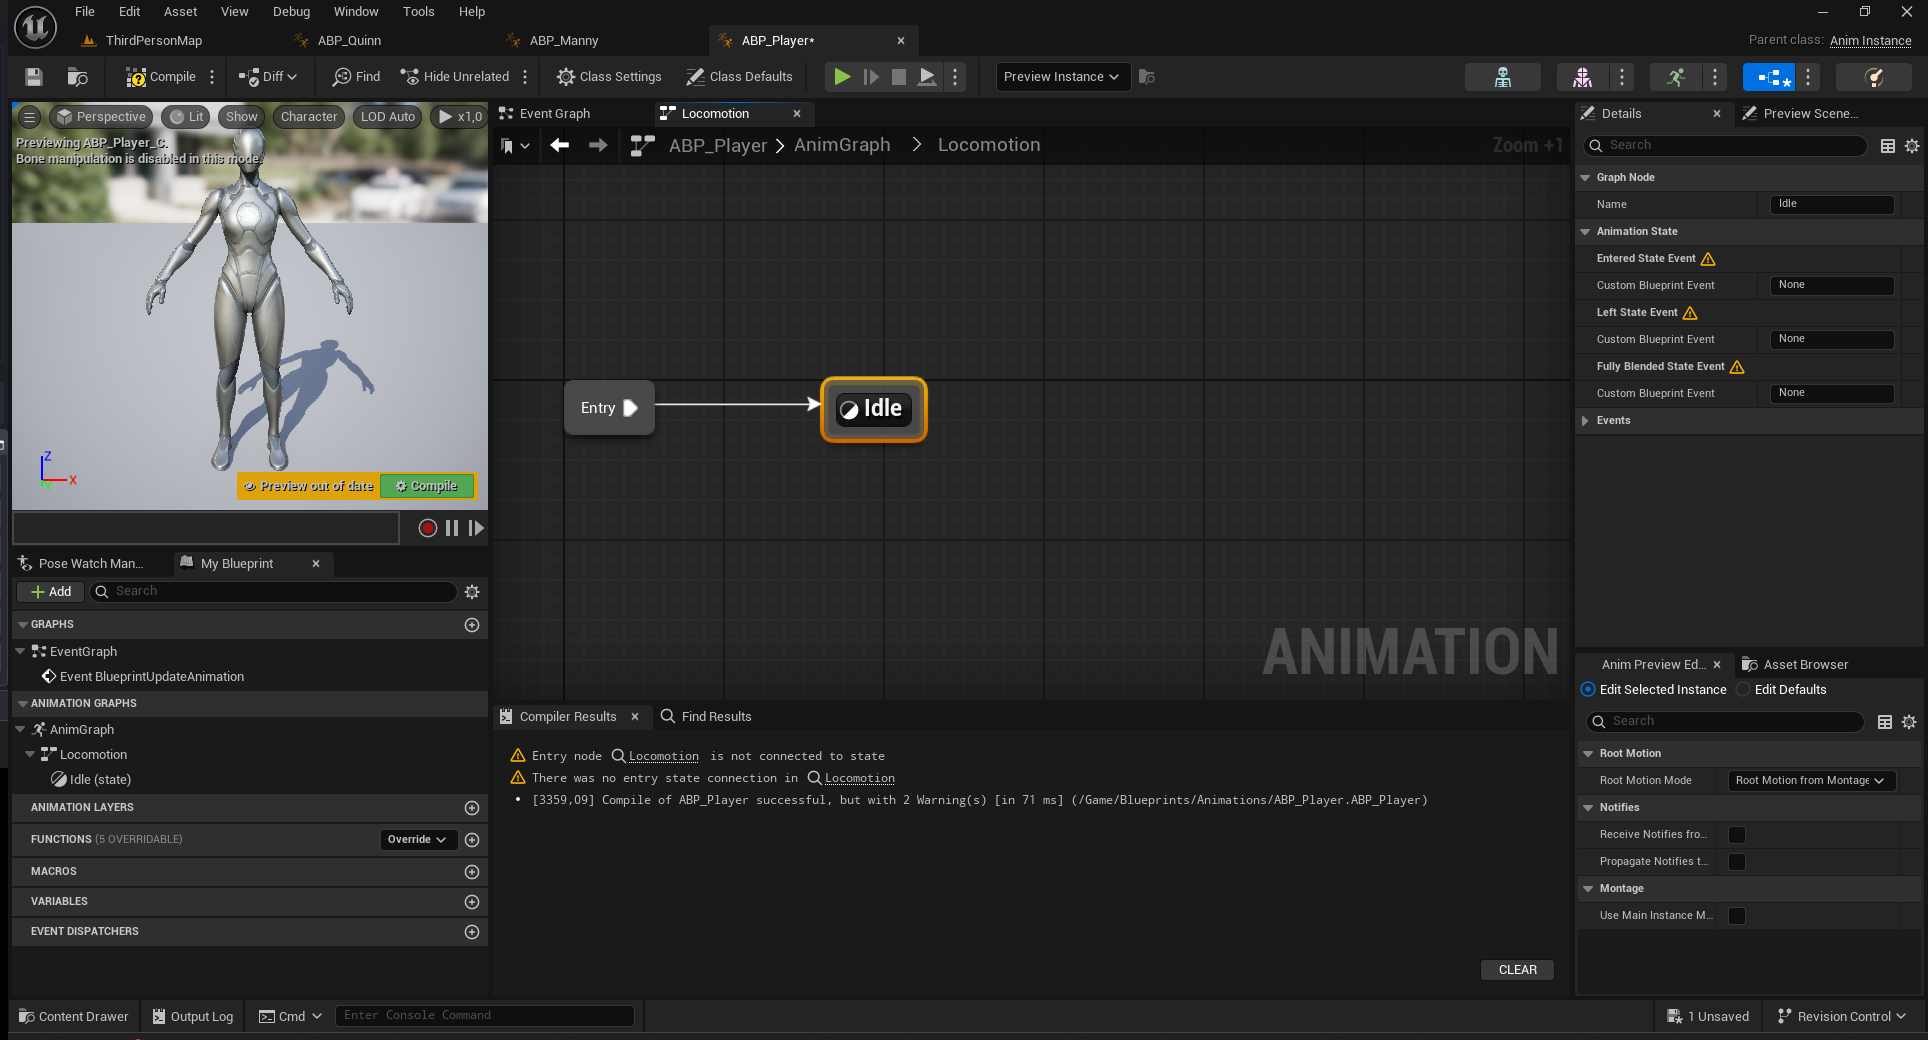 File Edit Asset View Debug Window Tools Help
ThirdPersonMap ABP_Quinn ABP_Manny ABP_Player*
Parent class: Anim Instance
Compile Diff Find Hide Unrelated Class Settings Class Defaults Preview Instance
Perspective Lit Show Character LOD Auto x1,0
Previewing ABP_Player_C.
Bone manipulation is disabled in this mode.
Z
X
Y
Preview out of date Compile
Pose Watch Man... My Blueprint
Add Search
GRAPHS
EventGraph
Event BlueprintUpdateAnimation
ANIMATION GRAPHS
AnimGraph
Locomotion
Idle (state)
ANIMATION LAYERS
FUNCTIONS (5 OVERRIDABLE) Override
MACROS
VARIABLES
EVENT DISPATCHERS
Event Graph Locomotion
ABP_Player > AnimGraph > Locomotion Zoom +1
Entry Idle
ANIMATION
Compiler Results Find Results
Entry node Locomotion is not connected to state
There was no entry state connection in Locomotion
• [3359,09] Compile of ABP_Player successful, but with 2 Warning(s) [in 71 ms] (/Game/Blueprints/Animations/ABP_Player.ABP_Player)
CLEAR
Details Preview Scene...
Search
Graph Node
Name Idle
Animation State
Entered State Event
Custom Blueprint Event None
Left State Event
Custom Blueprint Event None
Fully Blended State Event
Custom Blueprint Event None
Events
Anim Preview Ed... Asset Browser
Edit Selected Instance Edit Defaults
Search
Root Motion
Root Motion Mode Root Motion from Montage
Notifies
Receive Notifies fro...
Propagate Notifies t...
Montage
Use Main Instance M...
Content Drawer Output Log Cmd Enter Console Command 1 Unsaved Revision Control